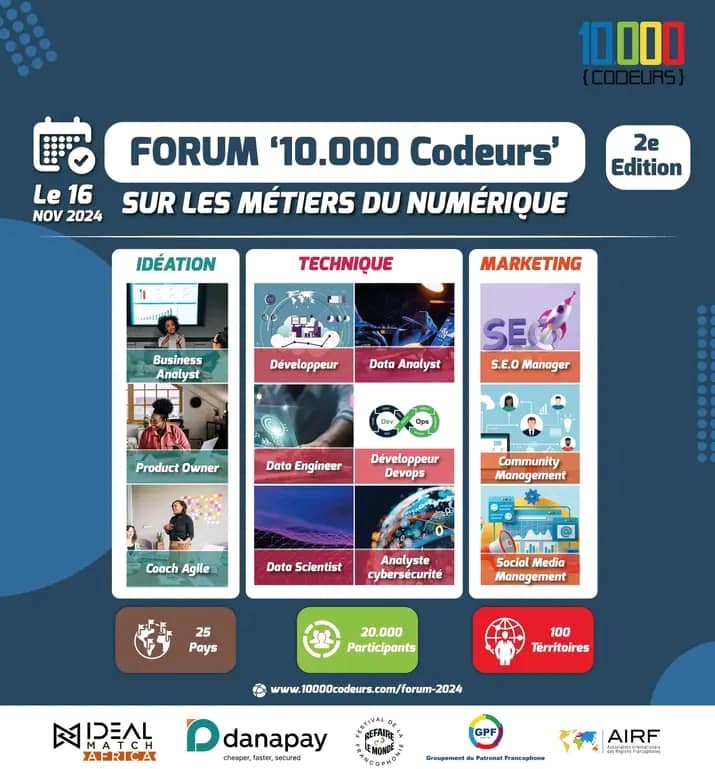 10.000
{CODEURS}
FORUM ‘10.000 Codeurs’
2e
Edition
Le 16
NOV 2024
SUR LES MÉTIERS DU NUMÉRIQUE
IDÉATION
Business
Analyst
Product Owner
Coach Agile
TECHNIQUE
Développeur
Data Analyst
Data Engineer
Dev
Ops
Développeur
Devops
Data Scientist
Analyste
cybersécurité
MARKETING
SEO
S.E.O Manager
Community
Management
Social Media
Management
25
Pays
20.000
Participants
100
Térritoires
www.10000codeurs.com/forum-2024
IDEAL
MATCH
AFRICA
danapay
cheaper, faster, secured
FESTIVAL DE LA
REFAIRE
LE MONDE
FRANCOPHONIE
GPF
Groupement du Patronat Francophone
AIRF
Association Internationale
des Régions Francophones